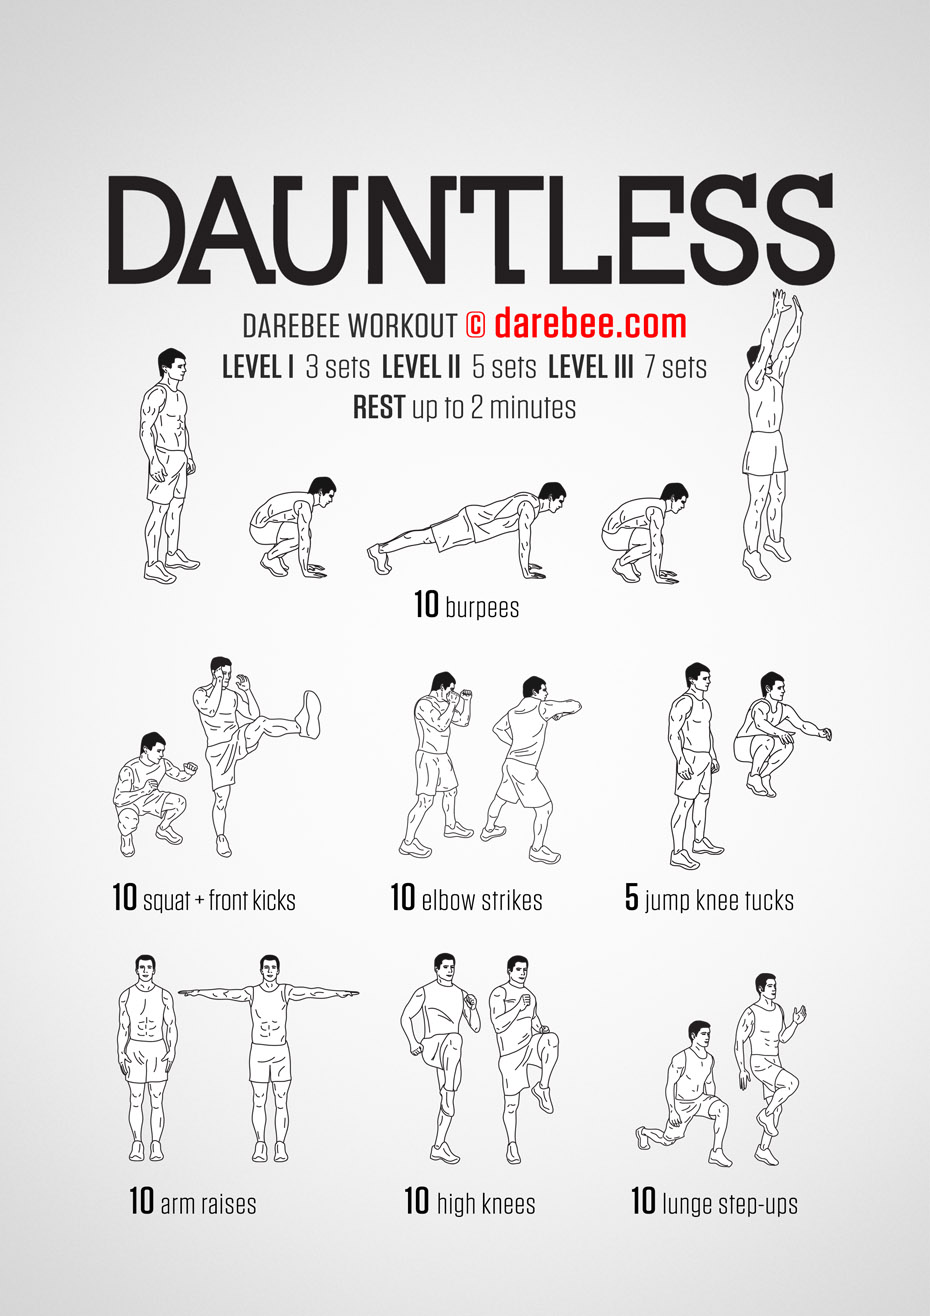 DAUNTLESS
DAREBEE WORKOUT © darebee.com
LEVEL I 3 sets LEVEL II 5 sets LEVEL III 7 sets
REST up to 2 minutes
10 burpees
10 squat + front kicks
10 elbow strikes
5 jump knee tucks
10 arm raises
10 high knees
10 lunge step-ups